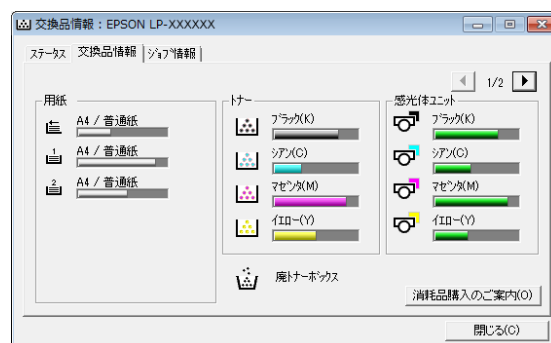 交換品情報：EPSON LP-XXXXXX
ステータス 交換品情報 ジョブ情報
1/2
用紙
A4 / 普通紙
1 A4 / 普通紙
2 A4 / 普通紙
トナー
ブラック(K)
シアン(C)
マゼンタ(M)
イエロー(Y)
廃トナーボックス
感光体ユニット
ブラック(K)
シアン(C)
マゼンタ(M)
イエロー(Y)
消耗品購入のご案内(O)
閉じる(C)